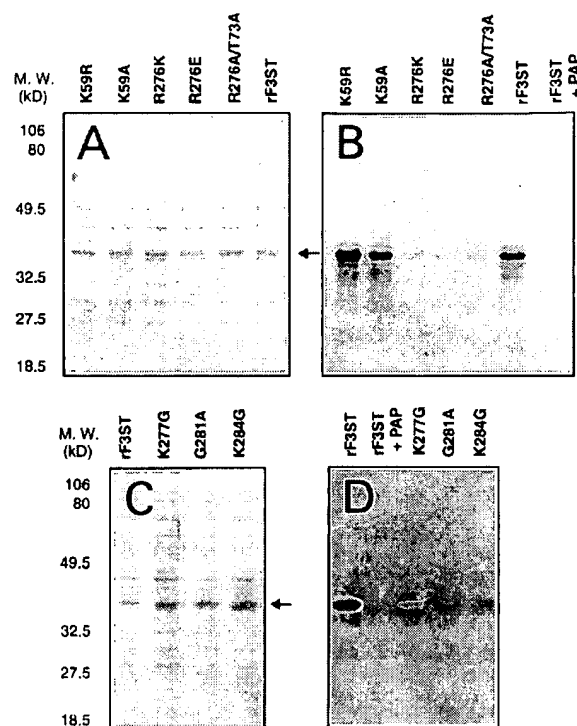 M. W.
(kD)
K59R
K59A
R276K
R276E
R276A/T73A
rF3ST
K59R
K59A
R276K
R276E
R276A/T73A
rF3ST
rF3ST
+ PAP
106
80
49.5
32.5
27.5
18.5
A
B
M. W.
(kD)
rF3ST
K277G
G281A
K284G
rF3ST
rF3ST
+ PAP
K277G
G281A
K284G
106
80
49.5
32.5
27.5
18.5
C
D